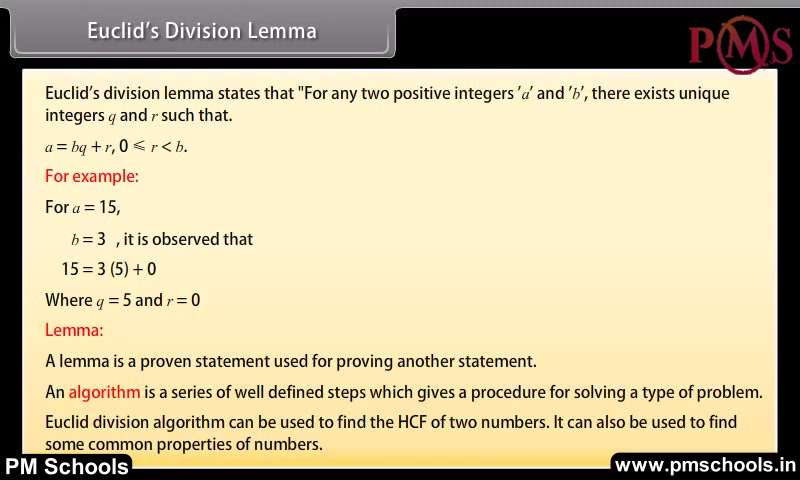 Euclid's Division Lemma
PMS
Euclid's division lemma states that "For any two positive integers 'a' and 'b', there exists unique
integers q and r such that.
a = bq + r, 0 ⩽ r < b.
For example:
For a = 15,
b = 3 , it is observed that
15 = 3 (5) + 0
Where q = 5 and r = 0
Lemma:
A lemma is a proven statement used for proving another statement.
An algorithm is a series of well defined steps which gives a procedure for solving a type of problem.
Euclid division algorithm can be used to find the HCF of two numbers. It can also be used to find
some common properties of numbers.
PM Schools
www.pmschools.in